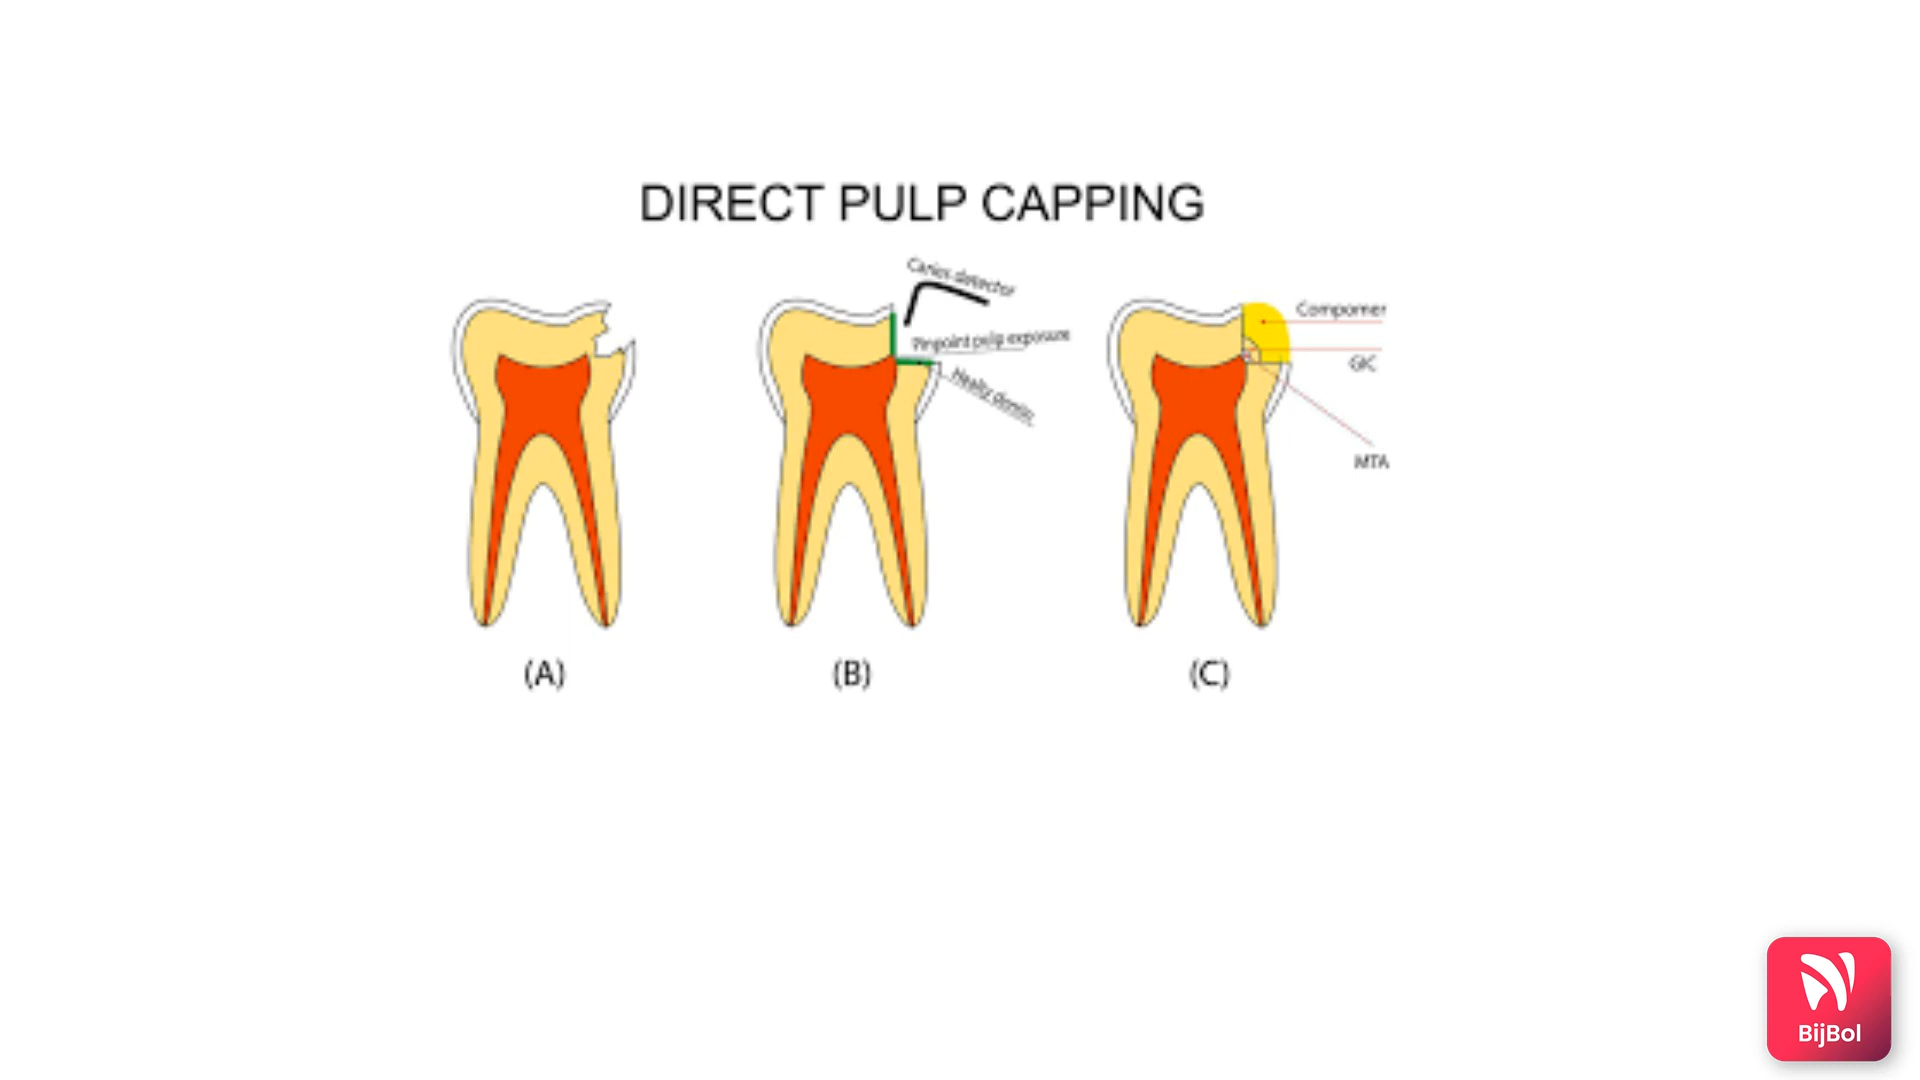 DIRECT PULP CAPPING
Caries detector
Pinpoint pulp exposure
Healty dentin
Compomer
GIC
MTA
(A)
(B)
(C)
BijBol